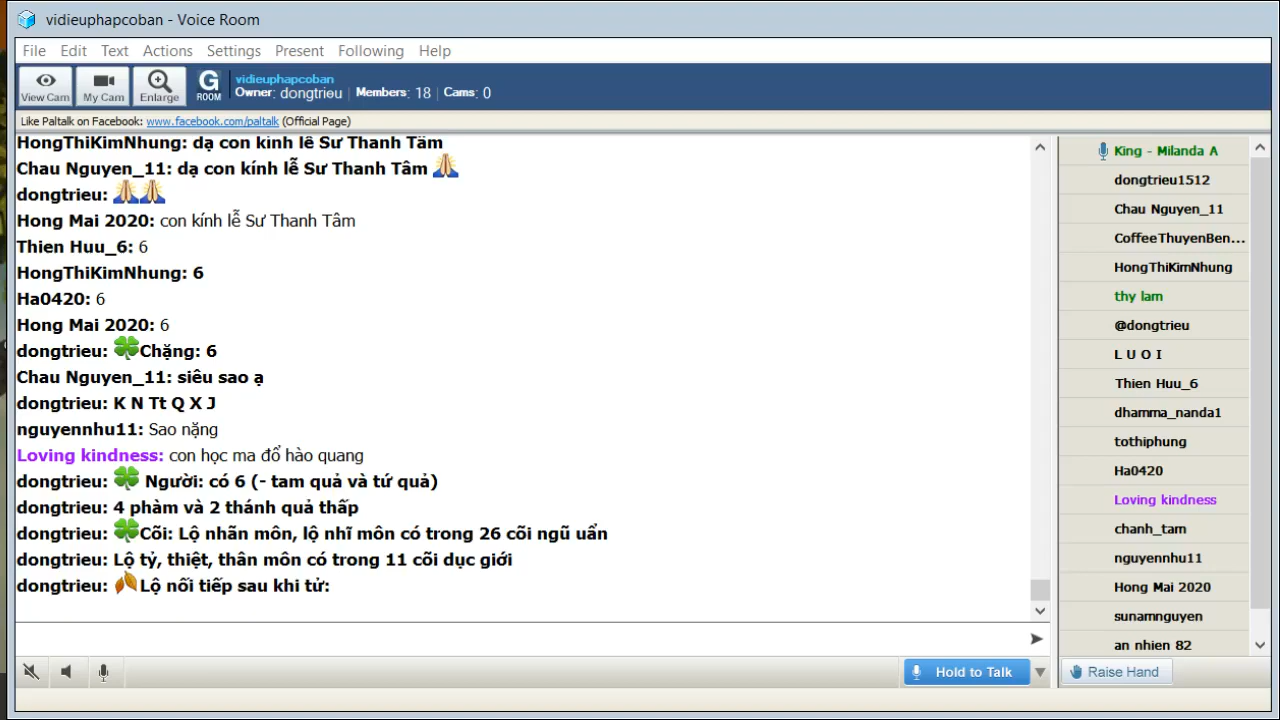 vidieuphapcoban - Voice Room
File Edit Text Actions Settings Present Following Help
View Cam My Cam Enlarge G ROOM
vidieuphapcoban
Owner: dongtrieu Members: 18 Cams: 0
Like Paltalk on Facebook: www.facebook.com/paltalk (Official Page)
HongThiKimNhung: dạ con kính lễ Sư Thanh Tâm
Chau Nguyen_11: dạ con kính lễ Sư Thanh Tâm 🙏
dongtrieu: 🙏🙏
Hong Mai 2020: con kính lễ Sư Thanh Tâm
Thien Huu_6: 6
HongThiKimNhung: 6
Ha0420: 6
Hong Mai 2020: 6
dongtrieu: 🍀Chặng: 6
Chau Nguyen_11: siêu sao ạ
dongtrieu: K N Tt Q X J
nguyennhu11: Sao nặng
Loving kindness: con học ma đổ hào quang
dongtrieu: 🍀 Người: có 6 (- tam quả và tứ quả)
dongtrieu: 4 phàm và 2 thánh quả thấp
dongtrieu: 🍀Cõi: Lộ nhãn môn, lộ nhĩ môn có trong 26 cõi ngũ uẩn
dongtrieu: Lộ tỷ, thiệt, thân môn có trong 11 cõi dục giới
dongtrieu: 🍂Lộ nối tiếp sau khi tử:
King - Milanda A
dongtrieu1512
Chau Nguyen_11
CoffeeThuyenBen...
HongThiKimNhung
thy lam
@dongtrieu
L U O I
Thien Huu_6
dhamma_nanda1
tothiphung
Ha0420
Loving kindness
chanh_tam
nguyennhu11
Hong Mai 2020
sunamnguyen
an nhien 82
Hold to Talk
Raise Hand